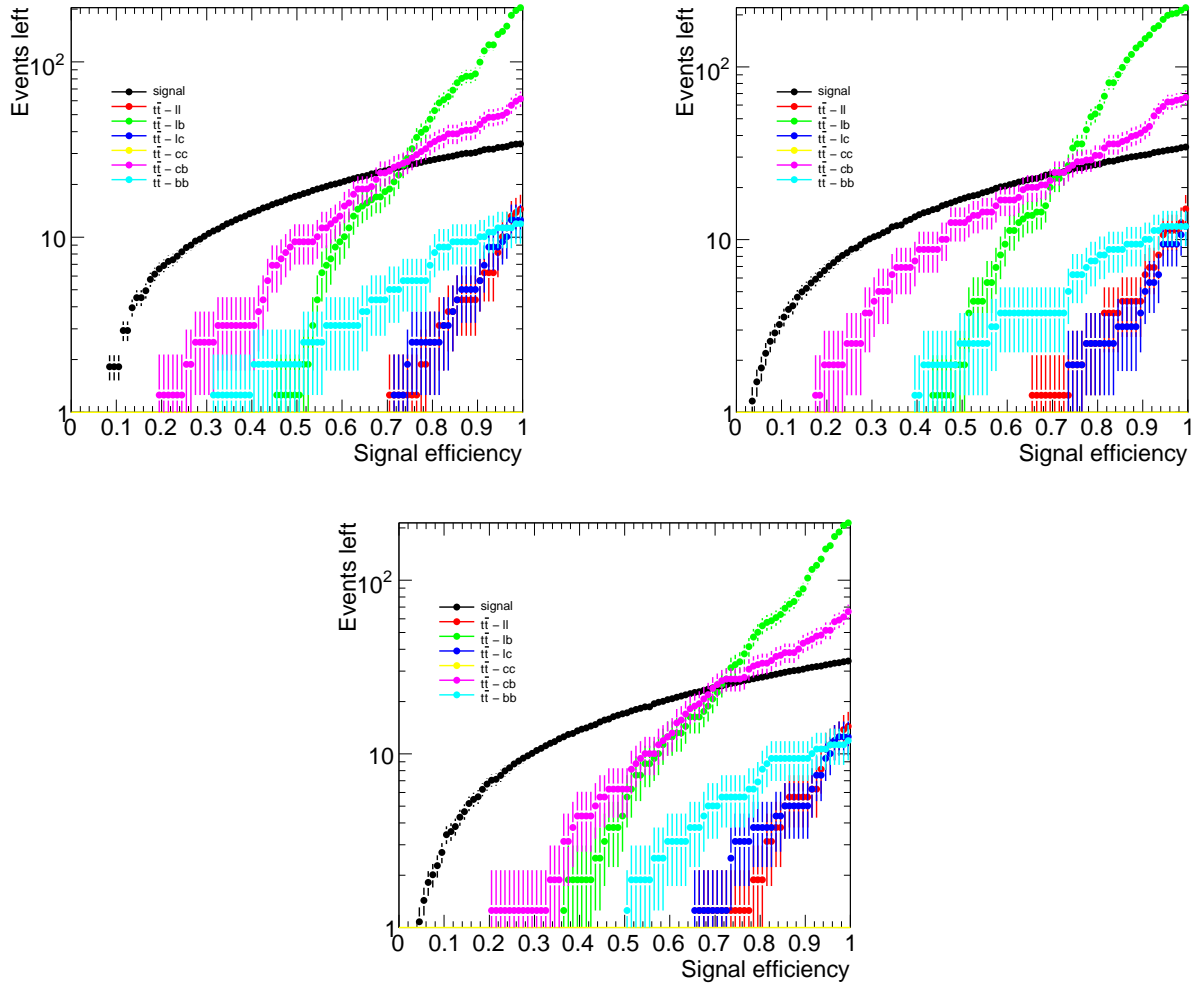 Events left
10²
10
1
signal
tt̄ − ll
tt̄ − lb
tt̄ − lc
tt̄ − cc
tt̄ − cb
tt̄ − bb
0 0.1 0.2 0.3 0.4 0.5 0.6 0.7 0.8 0.9 1
Signal efficiency
Events left
10²
10
1
signal
tt̄ − ll
tt̄ − lb
tt̄ − lc
tt̄ − cc
tt̄ − cb
tt̄ − bb
0 0.1 0.2 0.3 0.4 0.5 0.6 0.7 0.8 0.9 1
Signal efficiency
Events left
10²
10
1
signal
tt̄ − ll
tt̄ − lb
tt̄ − lc
tt̄ − cc
tt̄ − cb
tt̄ − bb
0 0.1 0.2 0.3 0.4 0.5 0.6 0.7 0.8 0.9 1
Signal efficiency